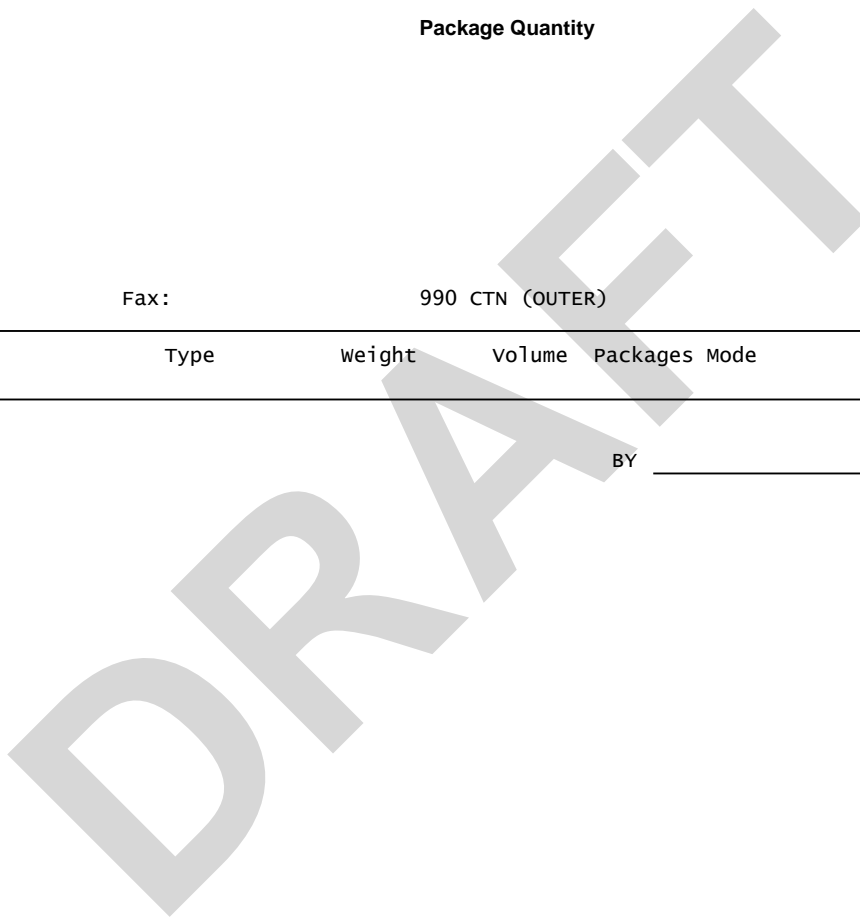 Package Quantity
Fax: 990 CTN (OUTER)
Type Weight Volume Packages Mode
BY
DRAFT